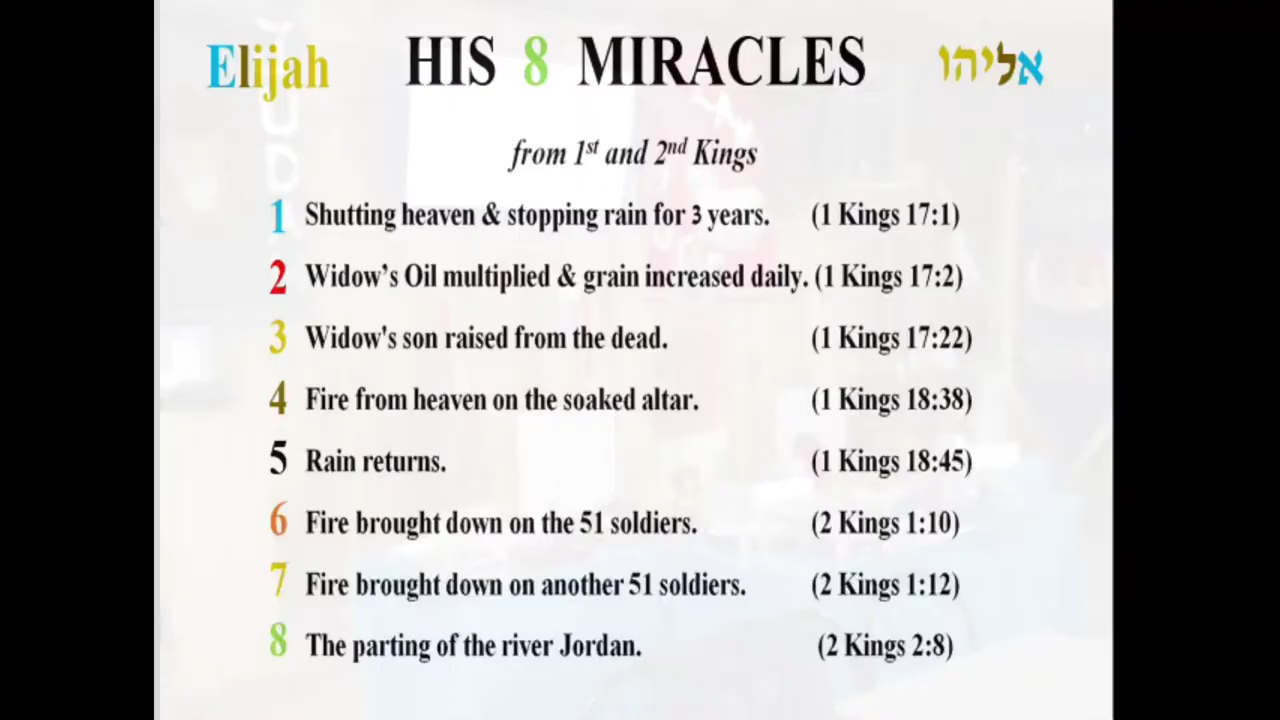 Elijah HIS 8 MIRACLES אליהו
from 1st and 2nd Kings
1 Shutting heaven & stopping rain for 3 years. (1 Kings 17:1)
2 Widow’s Oil multiplied & grain increased daily. (1 Kings 17:2)
3 Widow's son raised from the dead. (1 Kings 17:22)
4 Fire from heaven on the soaked altar. (1 Kings 18:38)
5 Rain returns. (1 Kings 18:45)
6 Fire brought down on the 51 soldiers. (2 Kings 1:10)
7 Fire brought down on another 51 soldiers. (2 Kings 1:12)
8 The parting of the river Jordan. (2 Kings 2:8)